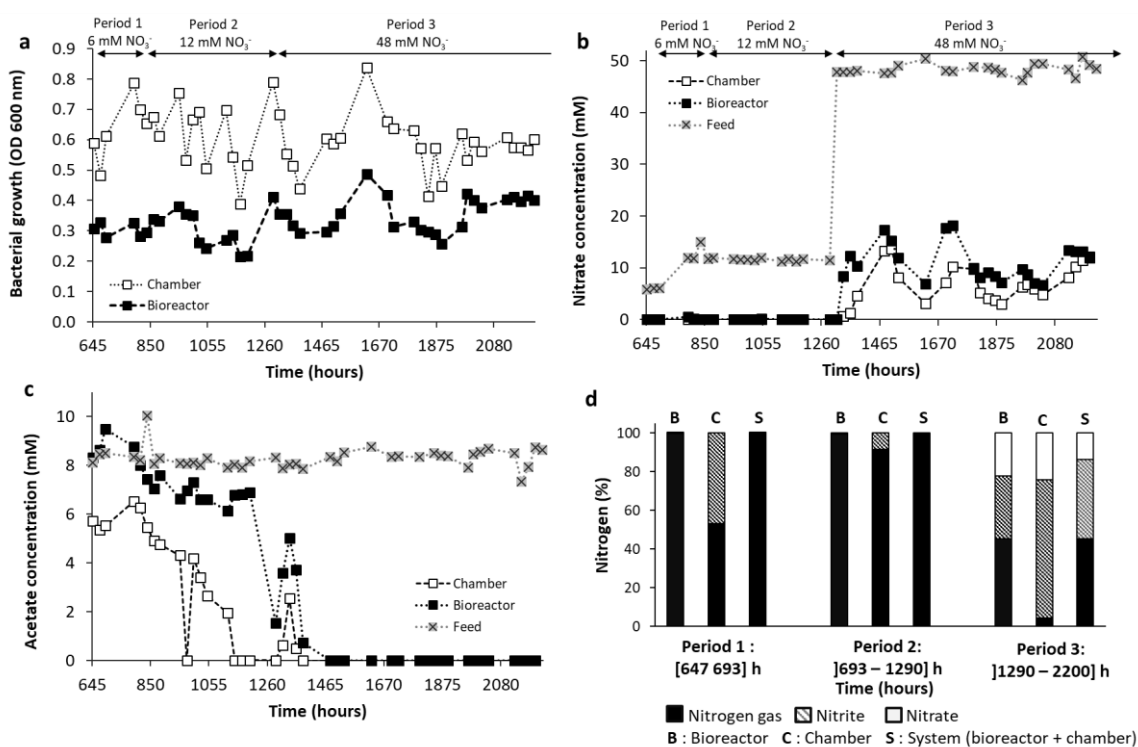 Period 1
6 mM NO3-
Period 2
12 mM NO3-
Period 3
48 mM NO3-
a
Bacterial growth (OD 600 nm)
0.9
0.8
0.7
0.6
0.5
0.4
0.3
0.2
0.1
0.0
Chamber
Bioreactor
645 850 1055 1260 1465 1670 1875 2080
Time (hours)
Period 1
6 mM NO3-
Period 2
12 mM NO3-
Period 3
48 mM NO3-
b
Nitrate concentration (mM)
50
40
30
20
10
0
Chamber
Bioreactor
Feed
645 850 1055 1260 1465 1670 1875 2080
Time (hours)
c
Acetate concentration (mM)
10
8
6
4
2
0
Chamber
Bioreactor
Feed
645 850 1055 1260 1465 1670 1875 2080
Time (hours)
d
Nitrogen (%)
100
80
60
40
20
0
B C S B C S B C S
Period 1 :
[647 693] h
Period 2:
]693 – 1290] h
Period 3:
]1290 – 2200] h
Time (hours)
Nitrogen gas Nitrite Nitrate
B : Bioreactor C : Chamber S : System (bioreactor + chamber)